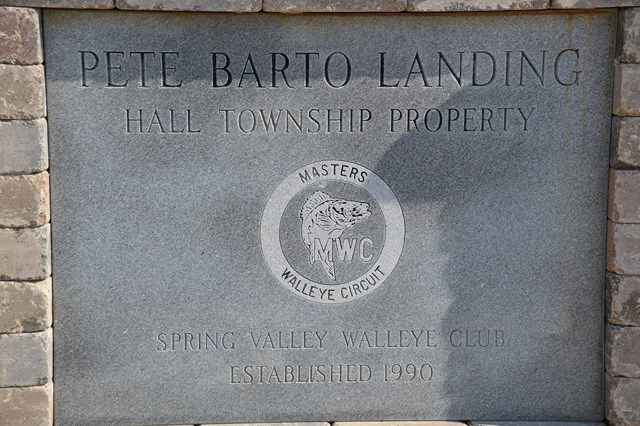 PETE BARTO LANDING
HALL TOWNSHIP PROPERTY
MASTERS
MWC
WALLEYE CIRCUIT
SPRING VALLEY WALLEYE CLUB
ESTABLISHED 1990